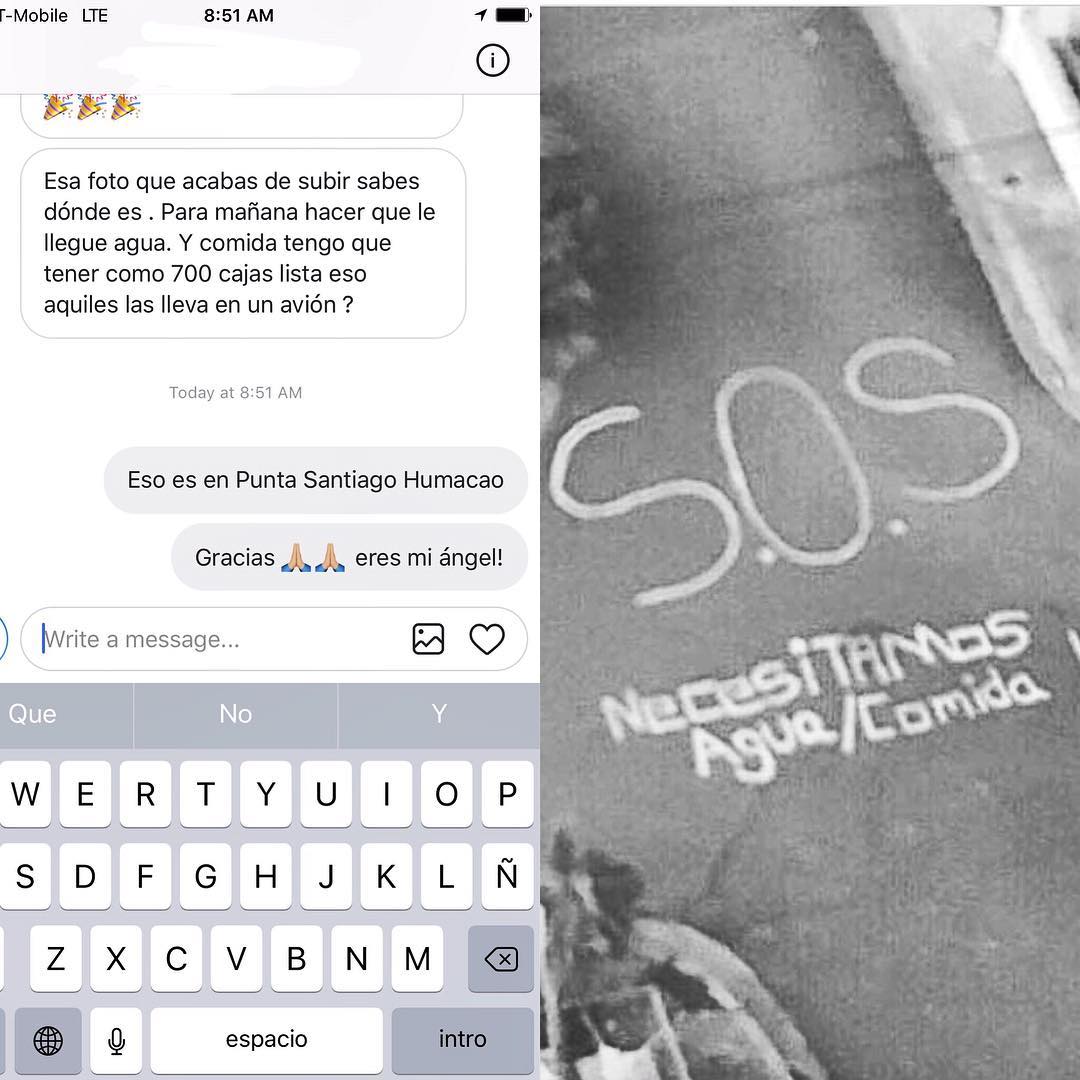 T-Mobile LTE 8:51 AM
🎉🎉🎉
Esa foto que acabas de subir sabes
dónde es . Para mañana hacer que le
llegue agua. Y comida tengo que
tener como 700 cajas lista eso
aquiles las lleva en un avión ?
Today at 8:51 AM
Eso es en Punta Santiago Humacao
Gracias 🙏🏼🙏🏼 eres mi ángel!
Write a message...
Que No Y
W E R T Y U I O P
S D F G H J K L Ñ
Z X C V B N M
espacio intro
S.O.S
NecesiTAMos
Agua/Comida